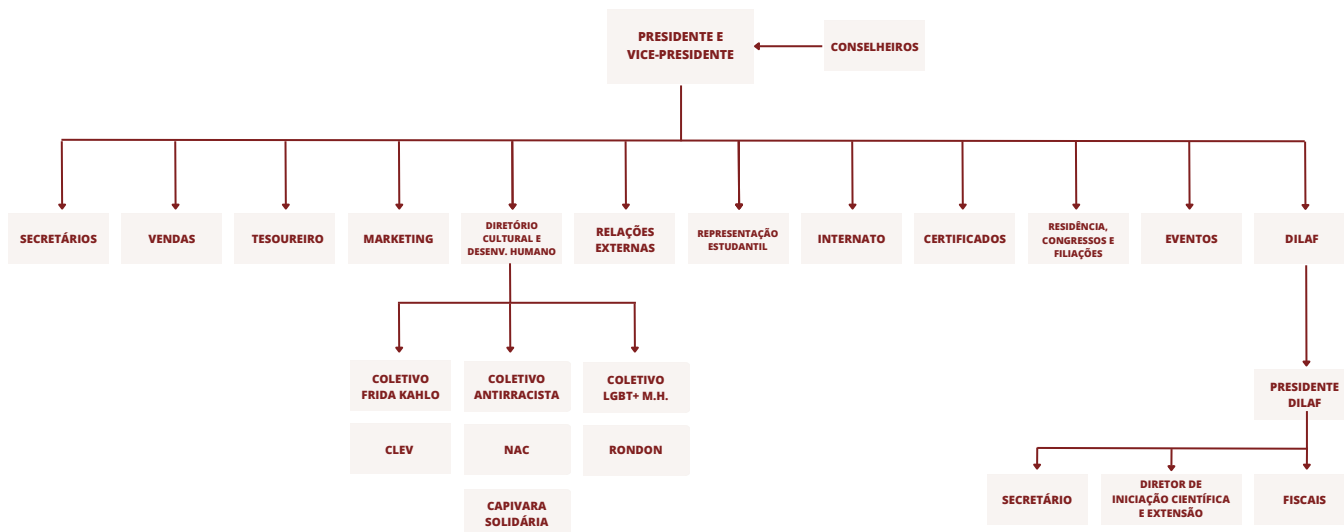 PRESIDENTE E
VICE-PRESIDENTE
CONSELHEIROS
SECRETÁRIOS
VENDAS
TESOUREIRO
MARKETING
DIRETÓRIO
CULTURAL E
DESENV. HUMANO
RELAÇÕES
EXTERNAS
REPRESENTAÇÃO
ESTUDANTIL
INTERNATO
CERTIFICADOS
RESIDÊNCIA,
CONGRESSOS E
FILIAÇÕES
EVENTOS
DILAF
COLETIVO
FRIDA KAHLO
COLETIVO
ANTIRRACISTA
COLETIVO
LGBT+ M.H.
PRESIDENTE
DILAF
CLEV
NAC
RONDON
CAPIVARA
SOLIDÁRIA
SECRETÁRIO
DIRETOR DE
INICIAÇÃO CIENTÍFICA
E EXTENSÃO
FISCAIS